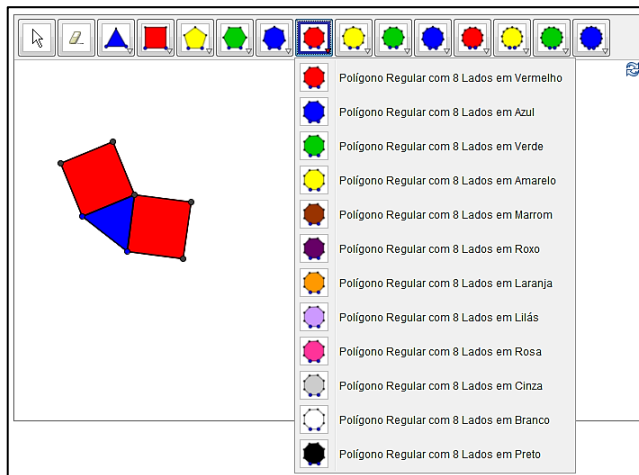 Polígono Regular com 8 Lados em Vermelho
Polígono Regular com 8 Lados em Azul
Polígono Regular com 8 Lados em Verde
Polígono Regular com 8 Lados em Amarelo
Polígono Regular com 8 Lados em Marrom
Polígono Regular com 8 Lados em Roxo
Polígono Regular com 8 Lados em Laranja
Polígono Regular com 8 Lados em Lilás
Polígono Regular com 8 Lados em Rosa
Polígono Regular com 8 Lados em Cinza
Polígono Regular com 8 Lados em Branco
Polígono Regular com 8 Lados em Preto